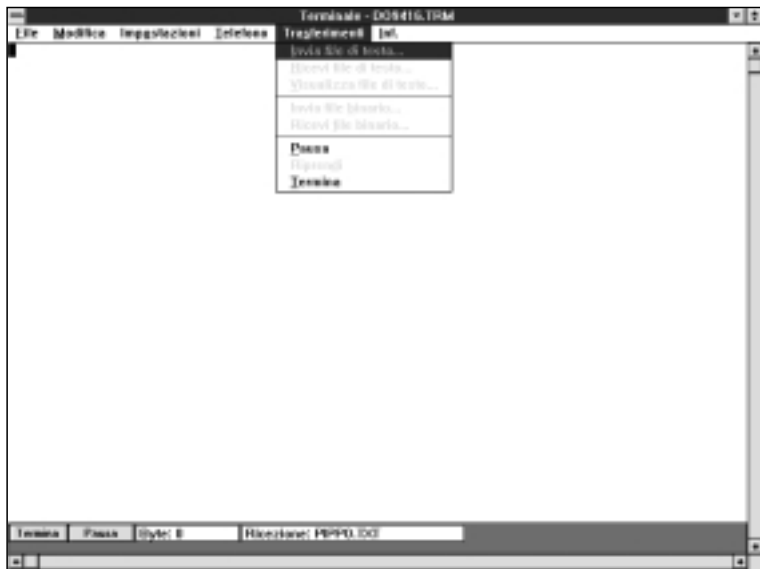 Terminale - DOS416.TRM
File Modifica Impostazioni Telefono Trasferimenti Inf.
Invia file di testo...
Ricevi file di testo...
Visualizza file di testo...
Invia file binario...
Ricevi file binario...
Pausa
Riprendi
Termina
Termina Pausa Byte: 0 Ricezione: PIPPO.TXT